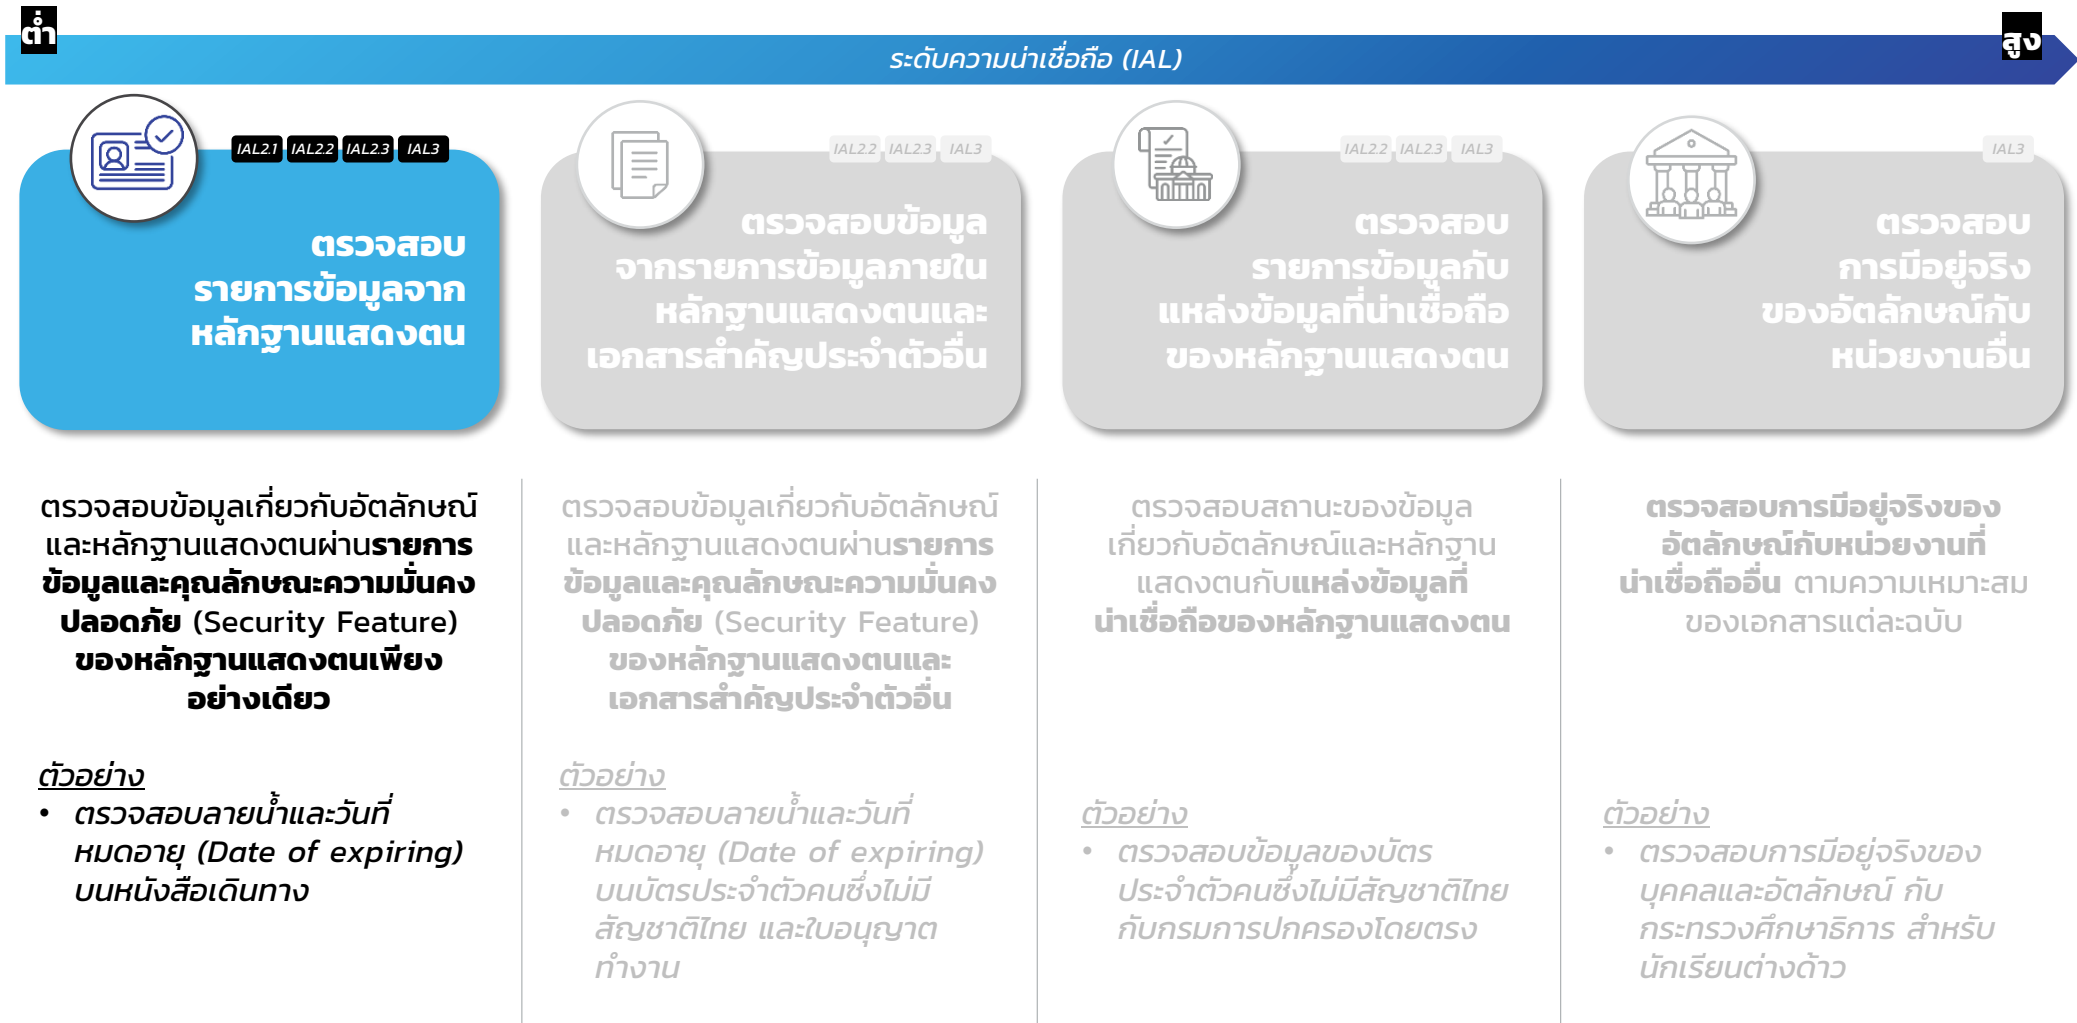 ต่ำ
สูง
ระดับความน่าเชื่อถือ (IAL)
IAL2.1 IAL2.2 IAL2.3 IAL3
ตรวจสอบ
รายการข้อมูลจาก
หลักฐานแสดงตน
ตรวจสอบข้อมูลเกี่ยวกับอัตลักษณ์
และหลักฐานแสดงตนผ่านรายการ
ข้อมูลและคุณลักษณะความมั่นคง
ปลอดภัย (Security Feature)
ของหลักฐานแสดงตนเพียง
อย่างเดียว
ตัวอย่าง
• ตรวจสอบลายน้ำและวันที่
หมดอายุ (Date of expiring)
บนหนังสือเดินทาง
IAL2.2 IAL2.3 IAL3
ตรวจสอบข้อมูล
จากรายการข้อมูลภายใน
หลักฐานแสดงตนและ
เอกสารสำคัญประจำตัวอื่น
ตรวจสอบข้อมูลเกี่ยวกับอัตลักษณ์
และหลักฐานแสดงตนผ่านรายการ
ข้อมูลและคุณลักษณะความมั่นคง
ปลอดภัย (Security Feature)
ของหลักฐานแสดงตนและ
เอกสารสำคัญประจำตัวอื่น
ตัวอย่าง
• ตรวจสอบลายน้ำและวันที่
หมดอายุ (Date of expiring)
บนบัตรประจำตัวคนซึ่งไม่มี
สัญชาติไทย และใบอนุญาต
ทำงาน
IAL2.2 IAL2.3 IAL3
ตรวจสอบ
รายการข้อมูลกับ
แหล่งข้อมูลที่น่าเชื่อถือ
ของหลักฐานแสดงตน
ตรวจสอบสถานะของข้อมูล
เกี่ยวกับอัตลักษณ์และหลักฐาน
แสดงตนกับแหล่งข้อมูลที่
น่าเชื่อถือของหลักฐานแสดงตน
ตัวอย่าง
• ตรวจสอบข้อมูลของบัตร
ประจำตัวคนซึ่งไม่มีสัญชาติไทย
กับกรมการปกครองโดยตรง
IAL3
ตรวจสอบ
การมีอยู่จริง
ของอัตลักษณ์กับ
หน่วยงานอื่น
ตรวจสอบการมีอยู่จริงของ
อัตลักษณ์กับหน่วยงานที่
น่าเชื่อถืออื่น ตามความเหมาะสม
ของเอกสารแต่ละฉบับ
ตัวอย่าง
• ตรวจสอบการมีอยู่จริงของ
บุคคลและอัตลักษณ์ กับ
กระทรวงศึกษาธิการ สำหรับ
นักเรียนต่างด้าว